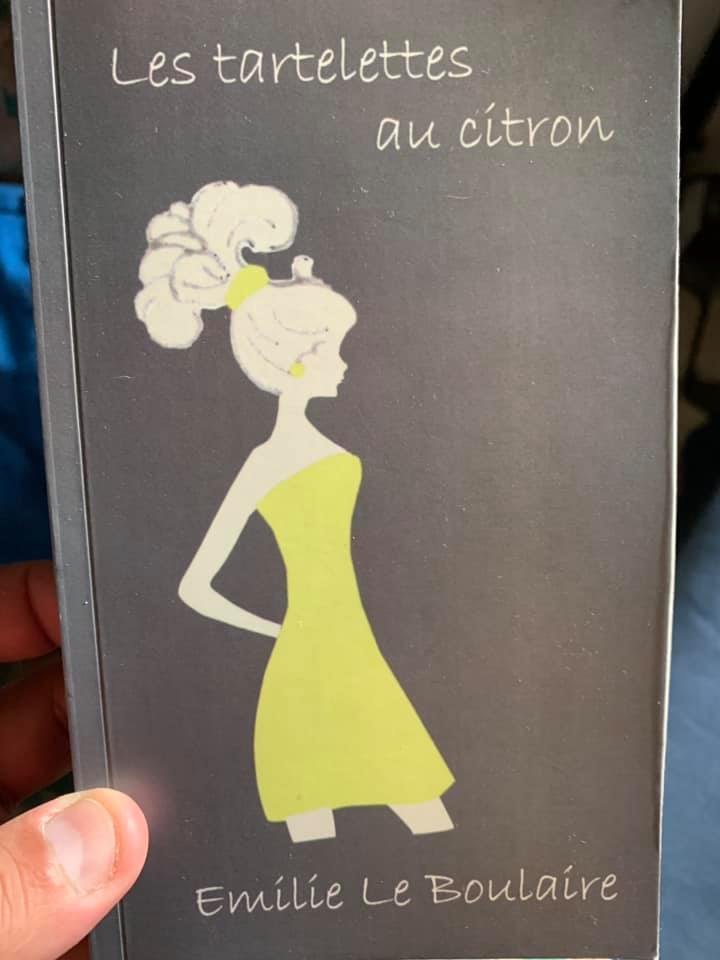 Les tartelettes
au citron
Emilie Le Boulaire